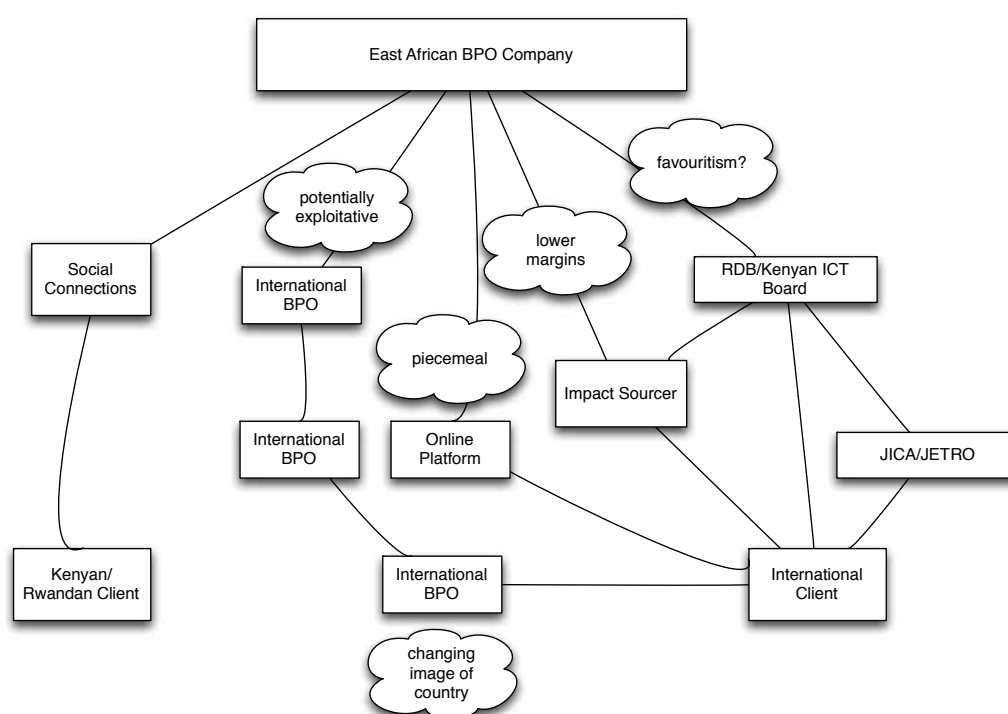 East African BPO Company
favouritism?
potentially
exploitative
lower
margins
Social
Connections
International
BPO
RDB/Kenyan ICT
Board
piecemeal
Impact Sourcer
International
BPO
Online
Platform
JICA/JETRO
Kenyan/
Rwandan Client
International
BPO
International
Client
changing
image of
country